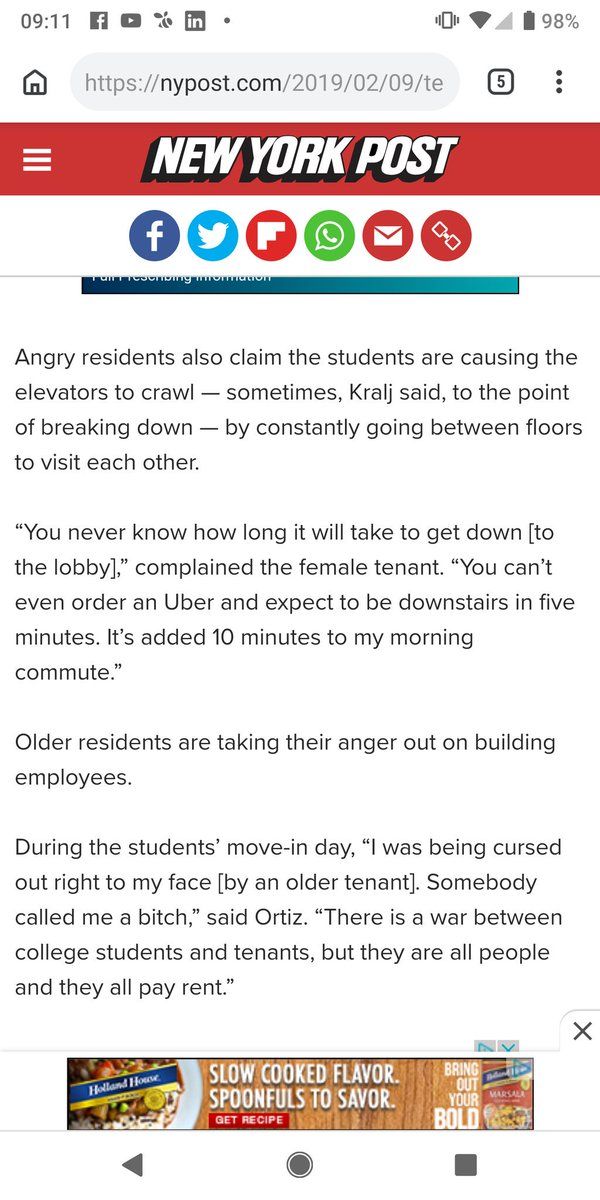 09:11
98%
https://nypost.com/2019/02/09/te
5
NEW YORK POST
Full Prescribing Information
Angry residents also claim the students are causing the
elevators to crawl — sometimes, Kralj said, to the point
of breaking down — by constantly going between floors
to visit each other.
“You never know how long it will take to get down [to
the lobby],” complained the female tenant. “You can’t
even order an Uber and expect to be downstairs in five
minutes. It’s added 10 minutes to my morning
commute.”
Older residents are taking their anger out on building
employees.
During the students’ move-in day, “I was being cursed
out right to my face [by an older tenant]. Somebody
called me a bitch,” said Ortiz. “There is a war between
college students and tenants, but they are all people
and they all pay rent.”
Holland House
SLOW COOKED FLAVOR.
SPOONFULS TO SAVOR.
GET RECIPE
BRING
OUT
YOUR
BOLD
MARSALA